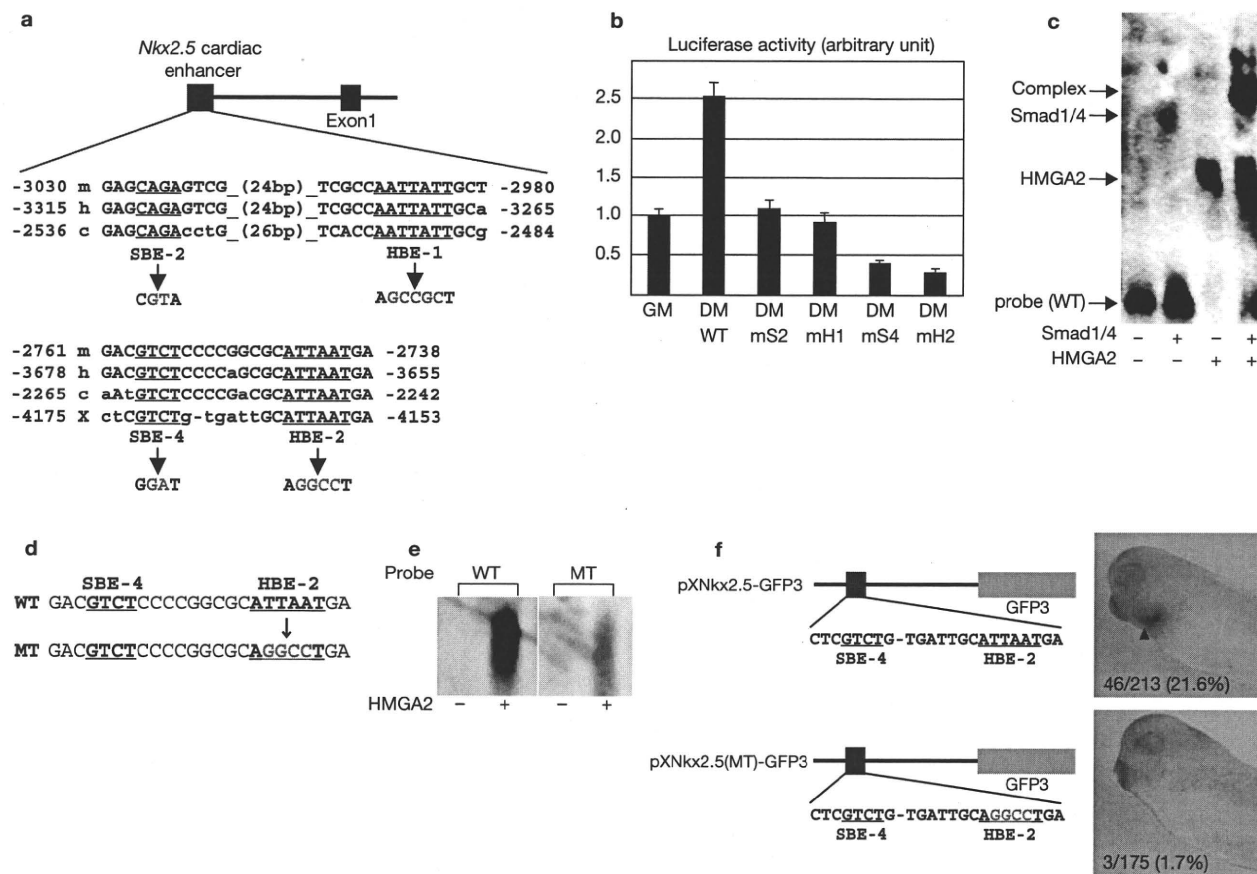 a
Nkx2.5 cardiac
enhancer
Exon1
-3030 m GAGCAGAGTCG_(24bp)_TCGCCAATTATTGCT -2980
-3315 h GAGCAGAGTCG_(24bp)_TCGCCAATTATTGCa -3265
-2536 c GAGCAGAcctG_(26bp)_TCACCAATTATTGCg -2484
SBE-2 HBE-1
CGTA AGCCGCT
-2761 m GACGTCTCCCCGGCGCATTAATGA -2738
-3678 h GACGTCTCCCCaGCGCATTAATGA -3655
-2265 c aAtGTCTCCCCGaCGCATTAATGA -2242
-4175 X ctCGTCTg-tgattGCATTAATGA -4153
SBE-4 HBE-2
GGAT AGGCCT
b
Luciferase activity (arbitrary unit)
2.5
2.0
1.5
1.0
0.5
GM DM DM DM DM DM
WT mS2 mH1 mS4 mH2
c
Complex
Smad1/4
HMGA2
probe (WT)
Smad1/4 − + − +
HMGA2 − − + +
d
SBE-4 HBE-2
WT GACGTCTCCCCGGCGCATTAATGA
MT GACGTCTCCCCGGCGCAGGCCTGA
e
Probe WT MT
HMGA2 − + − +
f
pXNkx2.5-GFP3
GFP3
CTCGTCTG-TGATTGCATTAATGA
SBE-4 HBE-2
46/213 (21.6%)
pXNkx2.5(MT)-GFP3
GFP3
CTCGTCTG-TGATTGCAGGCCTGA
SBE-4 HBE-2
3/175 (1.7%)